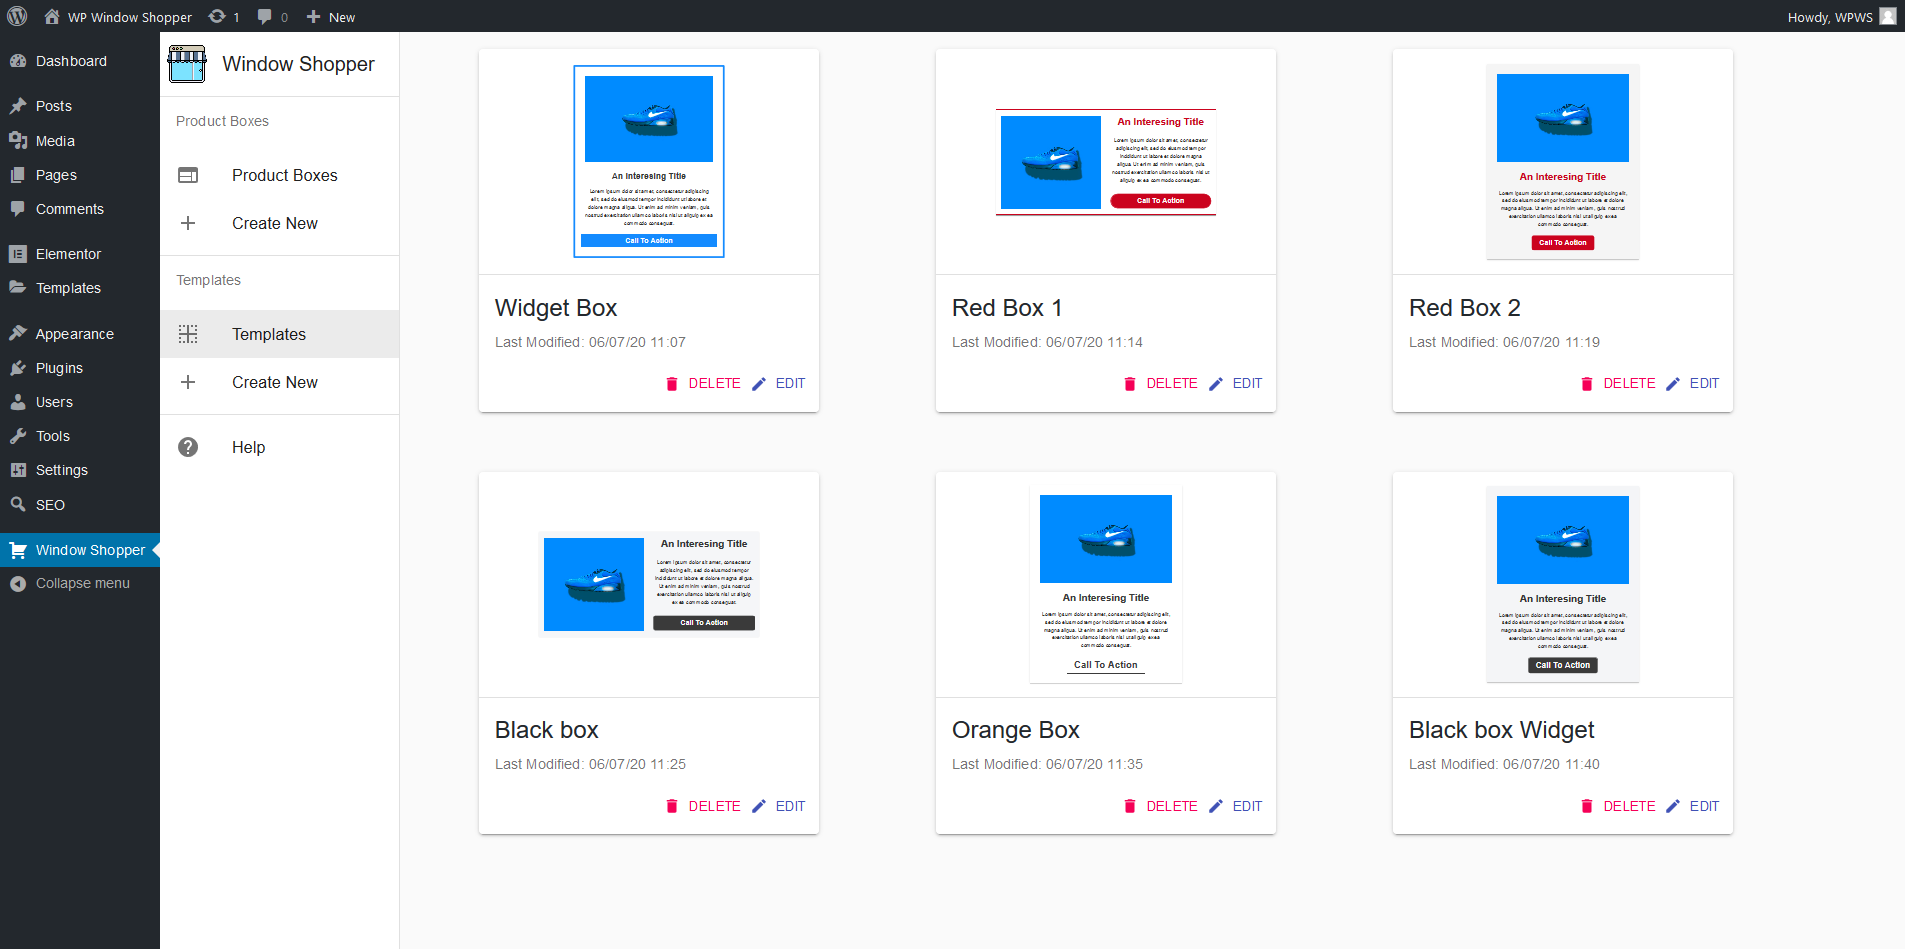 WP Window Shopper
1
0
New
Howdy, WPWS
Dashboard
Posts
Media
Pages
Comments
Elementor
Templates
Appearance
Plugins
Users
Tools
Settings
SEO
Window Shopper
Collapse menu
Window Shopper
Product Boxes
Product Boxes
Create New
Templates
Templates
Create New
Help
An Interesing Title
Lorem ipsum dolor sit amet, consectetur adipiscing
elit, sed do eiusmod tempor incididunt ut labore et
dolore magna aliqua. Ut enim ad minim veniam, quis
nostrud exercitation ullamco laboris nisi ut aliquip ex ea
commodo consequat.
Call To Action
Widget Box
Last Modified: 06/07/20 11:07
DELETE
EDIT
An Interesing Title
Lorem ipsum dolor sit amet, consectetur
adipiscing elit, sed do eiusmod tempor
incididunt ut labore et dolore magna
aliqua. Ut enim ad minim veniam, quis
nostrud exercitation ullamco laboris nisi ut
aliquip ex ea commodo consequat.
Call To Action
Red Box 1
Last Modified: 06/07/20 11:14
DELETE
EDIT
An Interesing Title
Lorem ipsum dolor sit amet, consectetur adipiscing elit,
sed do eiusmod tempor incididunt ut labore et dolore
magna aliqua. Ut enim ad minim veniam, quis nostrud
exercitation ullamco laboris nisi ut aliquip ex ea
commodo consequat.
Call To Action
Red Box 2
Last Modified: 06/07/20 11:19
DELETE
EDIT
An Interesing Title
Lorem ipsum dolor sit amet, consectetur
adipiscing elit, sed do eiusmod tempor
incididunt ut labore et dolore magna aliqua.
Ut enim ad minim veniam, quis nostrud
exercitation ullamco laboris nisi ut aliquip
ex ea commodo consequat.
Call To Action
Black box
Last Modified: 06/07/20 11:25
DELETE
EDIT
An Interesing Title
Lorem ipsum dolor sit amet, consectetur adipiscing elit,
sed do eiusmod tempor incididunt ut labore et dolore
magna aliqua. Ut enim ad minim veniam, quis nostrud
exercitation ullamco laboris nisi ut aliquip ex ea
commodo consequat.
Call To Action
Orange Box
Last Modified: 06/07/20 11:35
DELETE
EDIT
An Interesing Title
Lorem ipsum dolor sit amet, consectetur adipiscing elit,
sed do eiusmod tempor incididunt ut labore et dolore
magna aliqua. Ut enim ad minim veniam, quis nostrud
exercitation ullamco laboris nisi ut aliquip ex ea
commodo consequat.
Call To Action
Black box Widget
Last Modified: 06/07/20 11:40
DELETE
EDIT